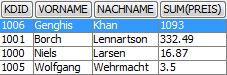 KDID VORNAME NACHNAME SUM(PREIS)
1006 Genghis Khan 1093
1001 Borch Lennartson 332.49
1000 Niels Larsen 16.87
1005 Wolfgang Wehrmacht 3.5